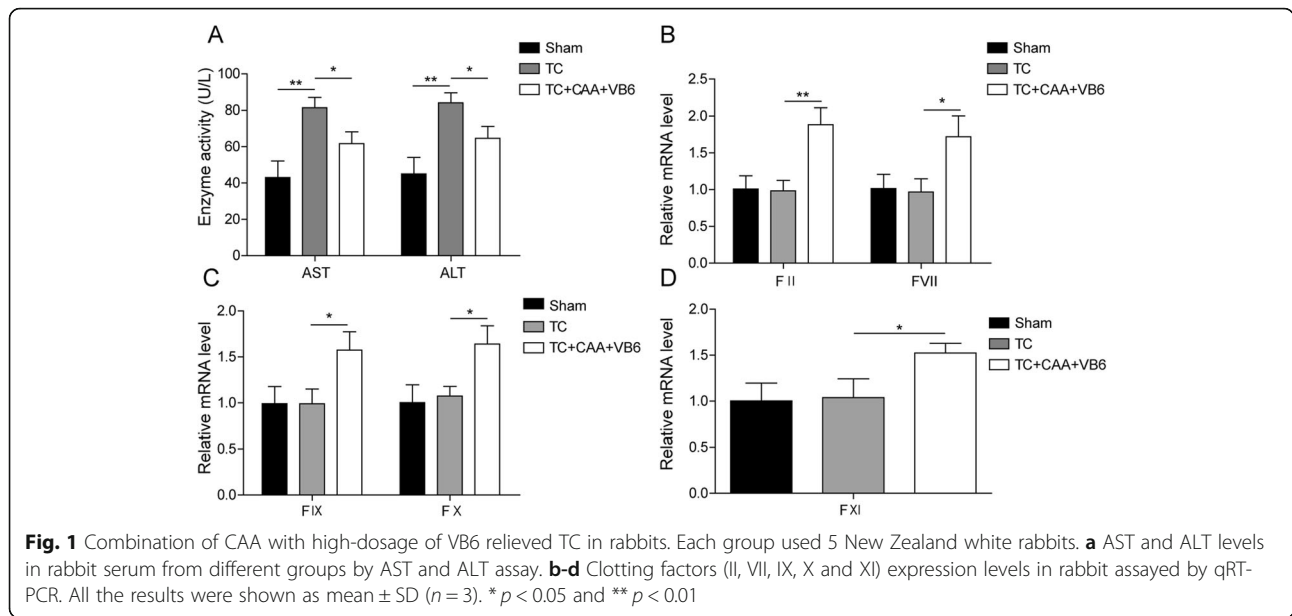 A
Sham
TC
TC+CAA+VB6
Enzyme activity (U/L)
100
80
60
40
20
0
** * ** *
AST ALT
B
Sham
TC
TC+CAA+VB6
Relative mRNA level
2.5
2.0
1.5
1.0
0.5
0.0
** *
F II FVII
C
Sham
TC
TC+CAA+VB6
Relative mRNA level
2.0
1.5
1.0
0.5
0.0
* *
F IX F X
D
Sham
TC
TC+CAA+VB6
Relative mRNA level
2.0
1.5
1.0
0.5
0.0
*
F XI
Fig. 1 Combination of CAA with high-dosage of VB6 relieved TC in rabbits. Each group used 5 New Zealand white rabbits. a AST and ALT levels
in rabbit serum from different groups by AST and ALT assay. b-d Clotting factors (II, VII, IX, X and XI) expression levels in rabbit assayed by qRT-
PCR. All the results were shown as mean ± SD (n = 3). * p < 0.05 and ** p < 0.01